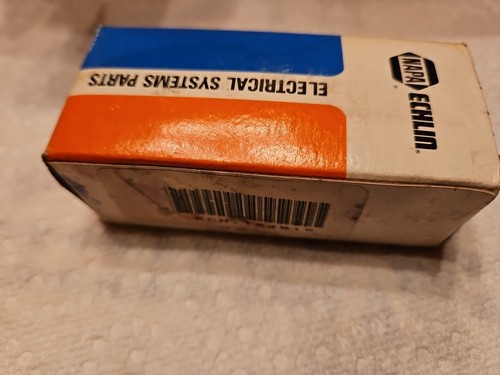 NAPA
ECHLIN.
ELECTRICAL SYSTEMS PARTS